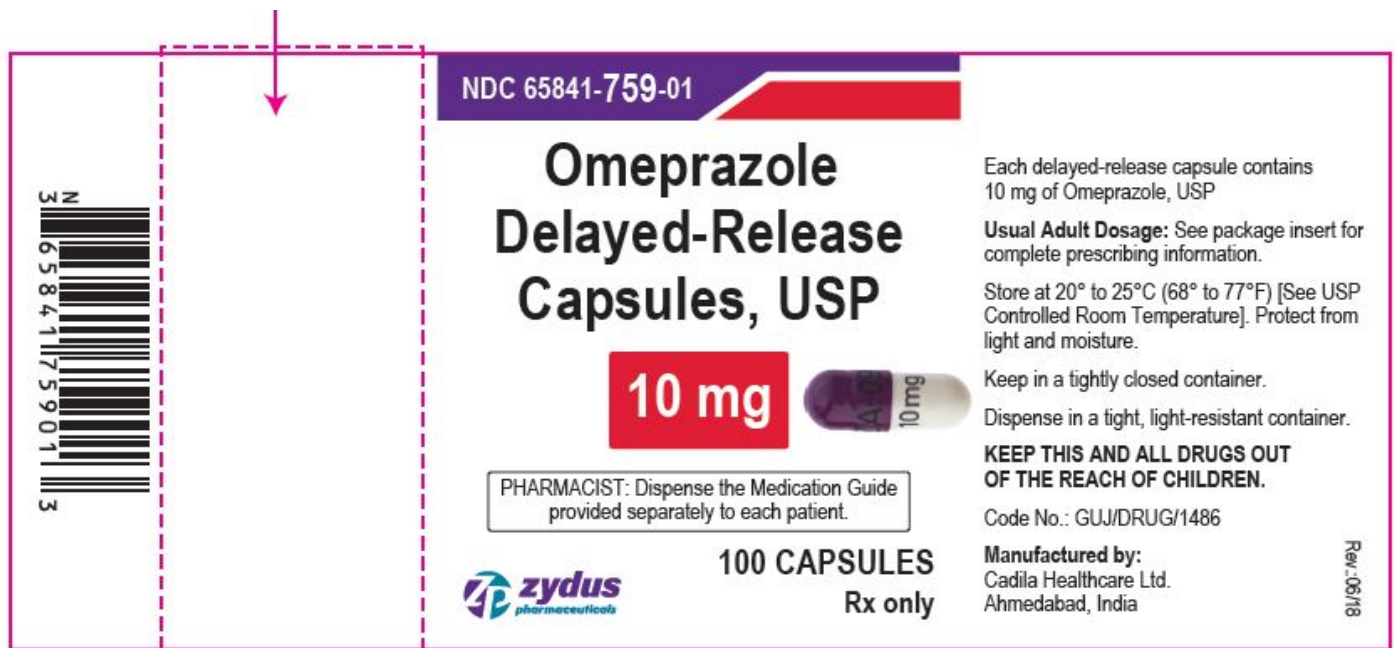 N
3 65841 75901 3
NDC 65841-759-01
Omeprazole
Delayed-Release
Capsules, USP
10 mg
10 mg
PHARMACIST: Dispense the Medication Guide
provided separately to each patient.
100 CAPSULES
Rx only
zydus
pharmaceuticals
Each delayed-release capsule contains
10 mg of Omeprazole, USP
Usual Adult Dosage: See package insert for
complete prescribing information.
Store at 20° to 25°C (68° to 77°F) [See USP
Controlled Room Temperature]. Protect from
light and moisture.
Keep in a tightly closed container.
Dispense in a tight, light-resistant container.
KEEP THIS AND ALL DRUGS OUT
OF THE REACH OF CHILDREN.
Code No.: GUJ/DRUG/1486
Manufactured by:
Cadila Healthcare Ltd.
Ahmedabad, India
Rev.:06/18